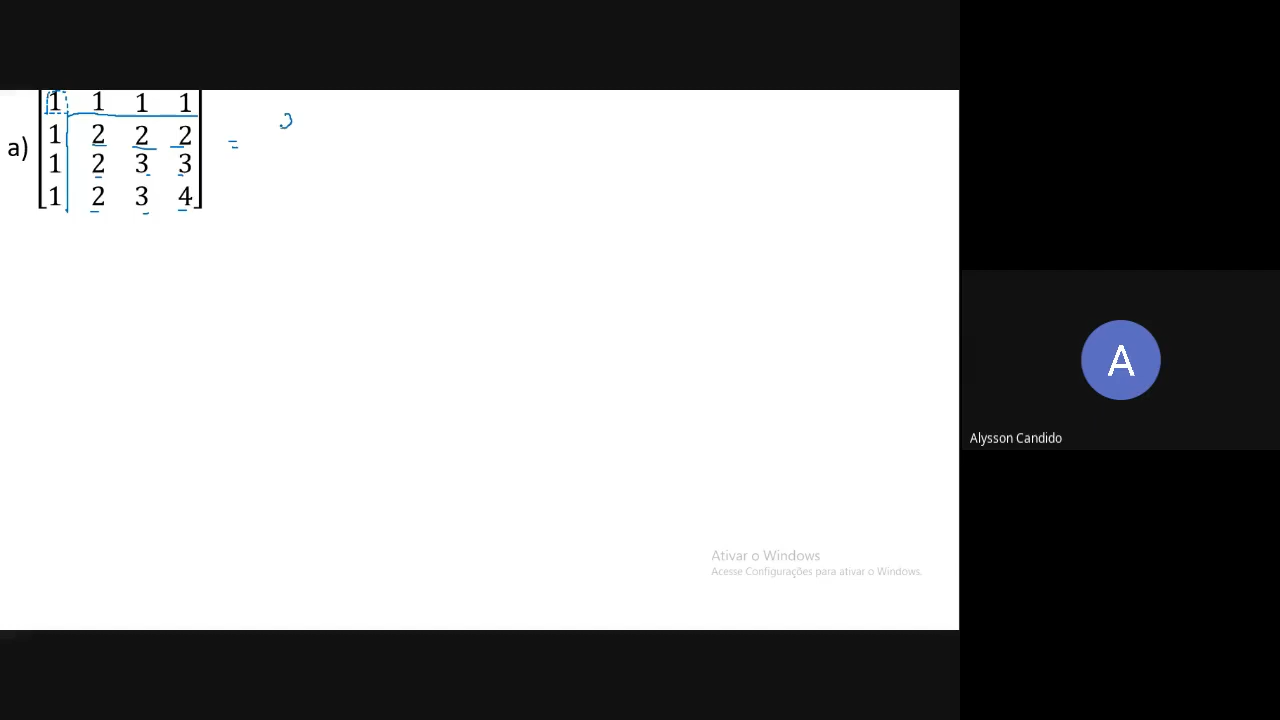 1 1 1 1
a) 1 2 2 2 =
1 2 3 3
1 2 3 4
A
Alysson Candido
Ativar o Windows
Acesse Configurações para ativar o Windows.